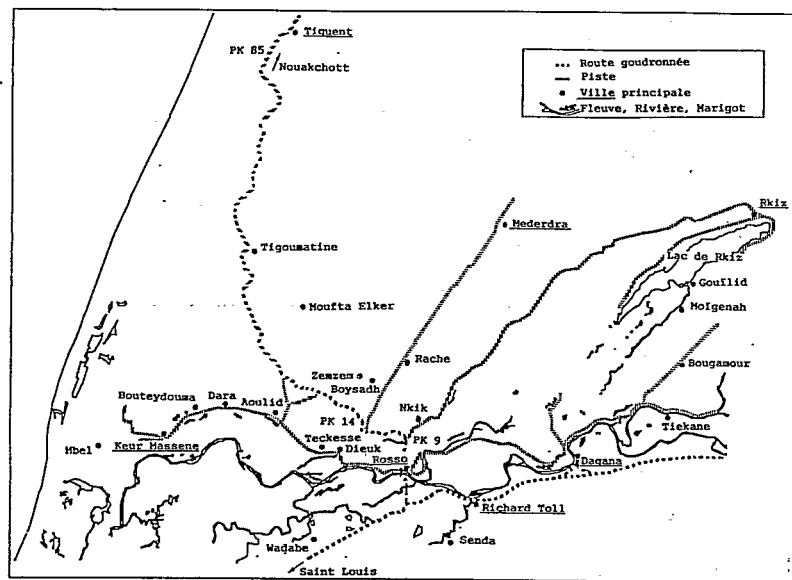 Tiguent
PK 85
Nouakchott
Route goudronnée
Piste
Ville principale
Fleuve, Rivière, Marigot
Mederdra
Rkiz
Tigoumatine
Lac de Rkiz
Gouflid
Moufta Elker
Moïgenah
Rache
Zemzem
Boysadh
Bougamour
Bouteydouma
Dara
Aoulid
Nkik
PK 14
Tiekane
Teckesse
PK 9
Mbel
Keur Massene
Dieuk
Rosso
Dagana
Richard Toll
Wadabe
Senda
Saint Louis